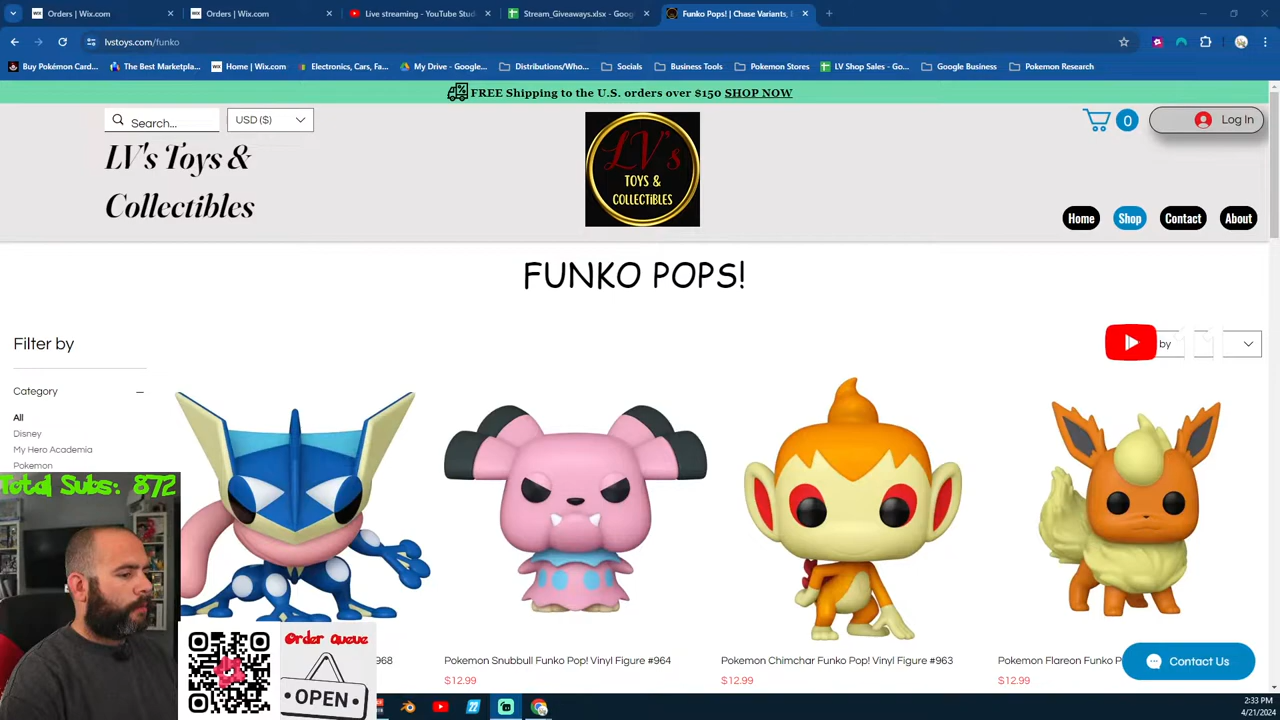 Orders | Wix.com
Orders | Wix.com
Live streaming - YouTube Stud
Stream_Giveaways.xlsx - Goog
Funko Pops! | Chase Variants, L
lvstoys.com/funko
Buy Pokémon Card...
The Best Marketpla...
Home | Wix.com
Electronics, Cars, Fa...
My Drive - Google...
Distributions/Who...
Socials
Business Tools
Pokemon Stores
LV Shop Sales - Go...
Google Business
Pokemon Research
FREE Shipping to the U.S. orders over $150 SHOP NOW
Search...
USD ($)
0
Log In
LV's Toys &
Collectibles
LV's
TOYS &
COLLECTIBLES
Home
Shop
Contact
About
FUNKO POPS!
Filter by
by
Category
All
Disney
My Hero Academia
Pokemon
Total Subs: 872
Order Queue
OPEN
968
Pokemon Snubbull Funko Pop! Vinyl Figure #964
$12.99
Pokemon Chimchar Funko Pop! Vinyl Figure #963
$12.99
Pokemon Flareon Funko P
$12.99
Contact Us
2:33 PM
4/21/2024